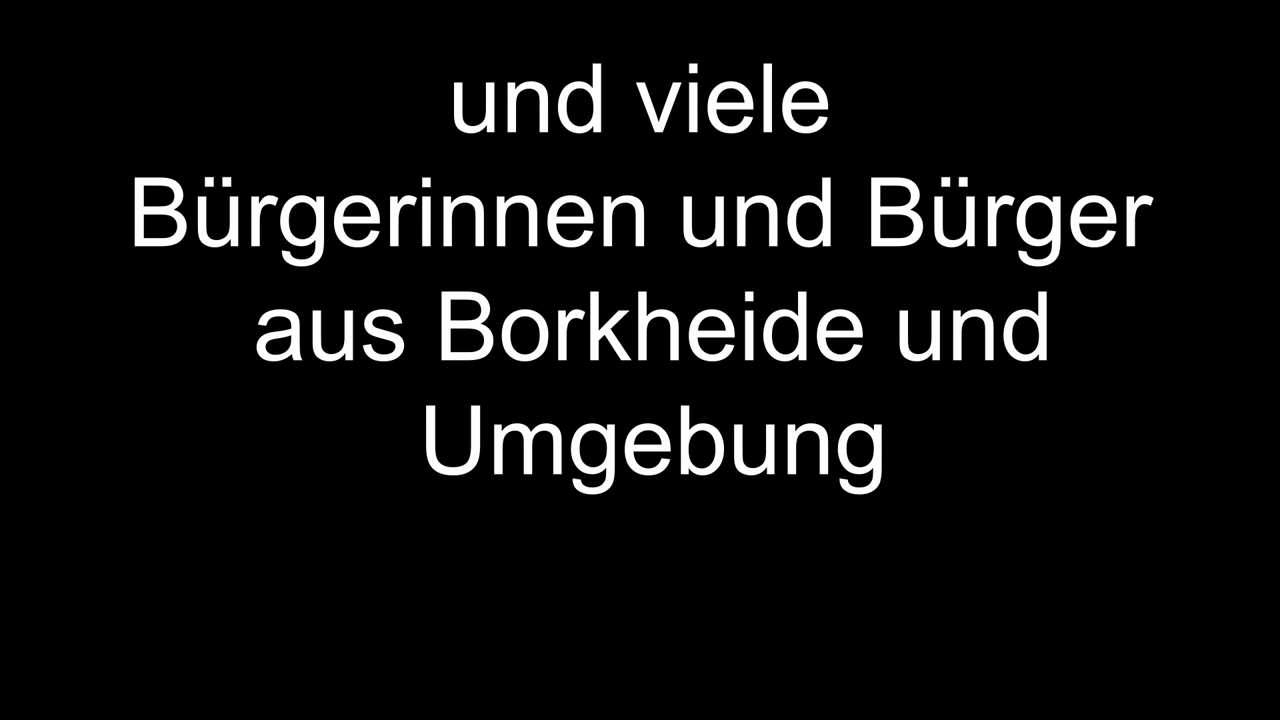 und viele
Bürgerinnen und Bürger
aus Borkheide und
Umgebung